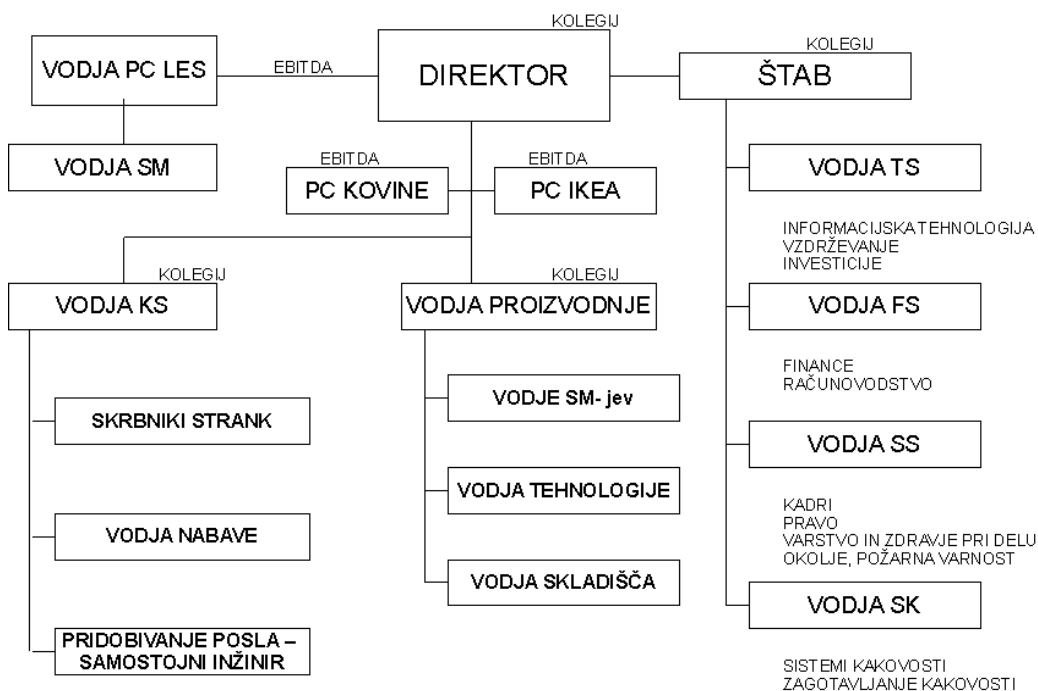 KOLEGIJ
KOLEGIJ
VODJA PC LES
EBITDA
DIREKTOR
ŠTAB
VODJA SM
EBITDA
EBITDA
VODJA TS
PC KOVINE
PC IKEA
INFORMACIJSKA TEHNOLOGIJA
VZDRŽEVANJE
INVESTICIJE
KOLEGIJ
KOLEGIJ
VODJA KS
VODJA PROIZVODNJE
VODJA FS
FINANCE
RAČUNOVODSTVO
SKRBNIKI STRANK
VODJE SM- jev
VODJA SS
VODJA NABAVE
VODJA TEHNOLOGIJE
KADRI
PRAVO
VARSTVO IN ZDRAVJE PRI DELU
OKOLJE, POŽARNA VARNOST
VODJA SKLADIŠČA
VODJA SK
PRIDOBIVANJE POSLA –
SAMOSTOJNI INŽINIR
SISTEMI KAKOVOSTI
ZAGOTAVLJANJE KAKOVOSTI